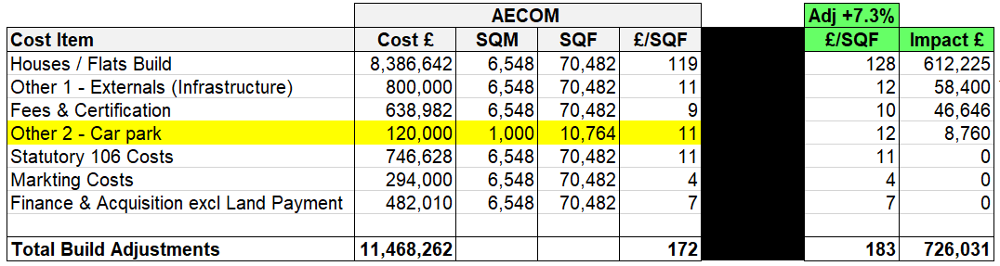 AECOM Adj +7.3%
Cost Item Cost £ SQM SQF £/SQF £/SQF Impact £
Houses / Flats Build 8,386,642 6,548 70,482 119 128 612,225
Other 1 - Externals (Infrastructure) 800,000 6,548 70,482 11 12 58,400
Fees & Certification 638,982 6,548 70,482 9 10 46,646
Other 2 - Car park 120,000 1,000 10,764 11 12 8,760
Statutory 106 Costs 746,628 6,548 70,482 11 11 0
Markting Costs 294,000 6,548 70,482 4 4 0
Finance & Acquisition excl Land Payment 482,010 6,548 70,482 7 7 0
Total Build Adjustments 11,468,262 172 183 726,031